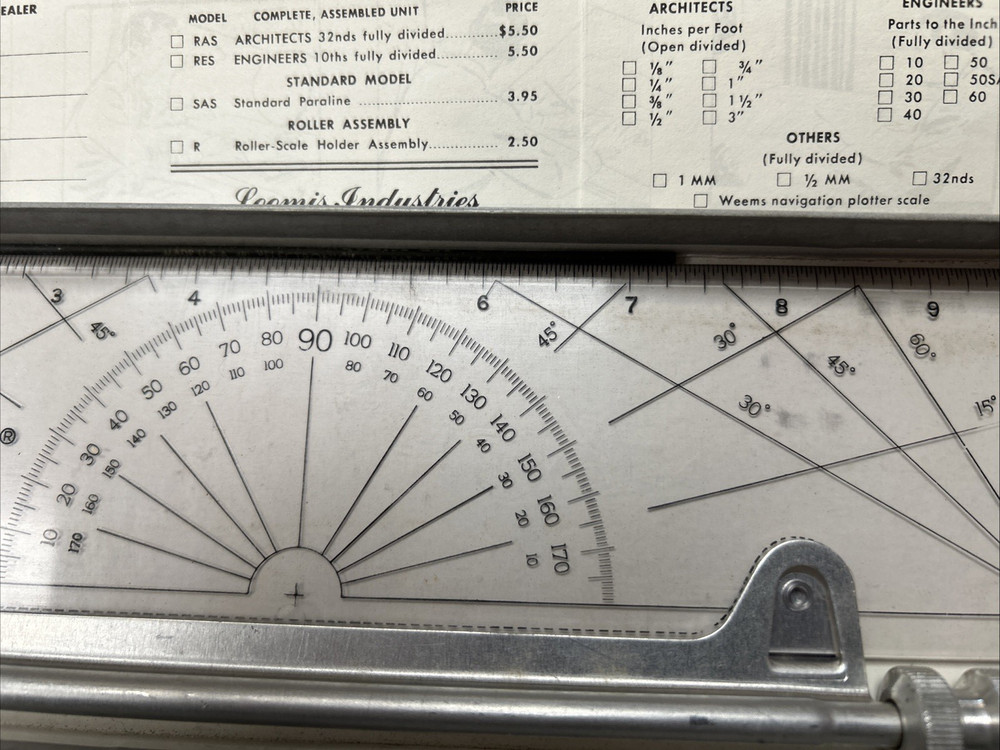 EALER
MODEL COMPLETE, ASSEMBLED UNIT PRICE
RAS ARCHITECTS 32nds fully divided..........$5.50
RES ENGINEERS 10ths fully divided............ 5.50
STANDARD MODEL
SAS Standard Paraline ........................... 3.95
ROLLER ASSEMBLY
R Roller-Scale Holder Assembly............. 2.50
Loomis Industries
ARCHITECTS
Inches per Foot
(Open divided)
⅛" ¾"
¼" 1"
⅜" 1½"
½" 3"
ENGINEERS
Parts to the Inch
(Fully divided)
10 50
20 50SA
30 60
40
OTHERS
(Fully divided)
1 MM ½ MM 32nds
Weems navigation plotter scale
3 4 6 7 8 9
45° 45° 30° 45° 60°
30° 15°
®
10 20 30 40 50 60 70 80 90 100 110 120 130 140 150 160 170
170 160 150 140 130 120 110 100 80 70 60 50 40 30 20 10